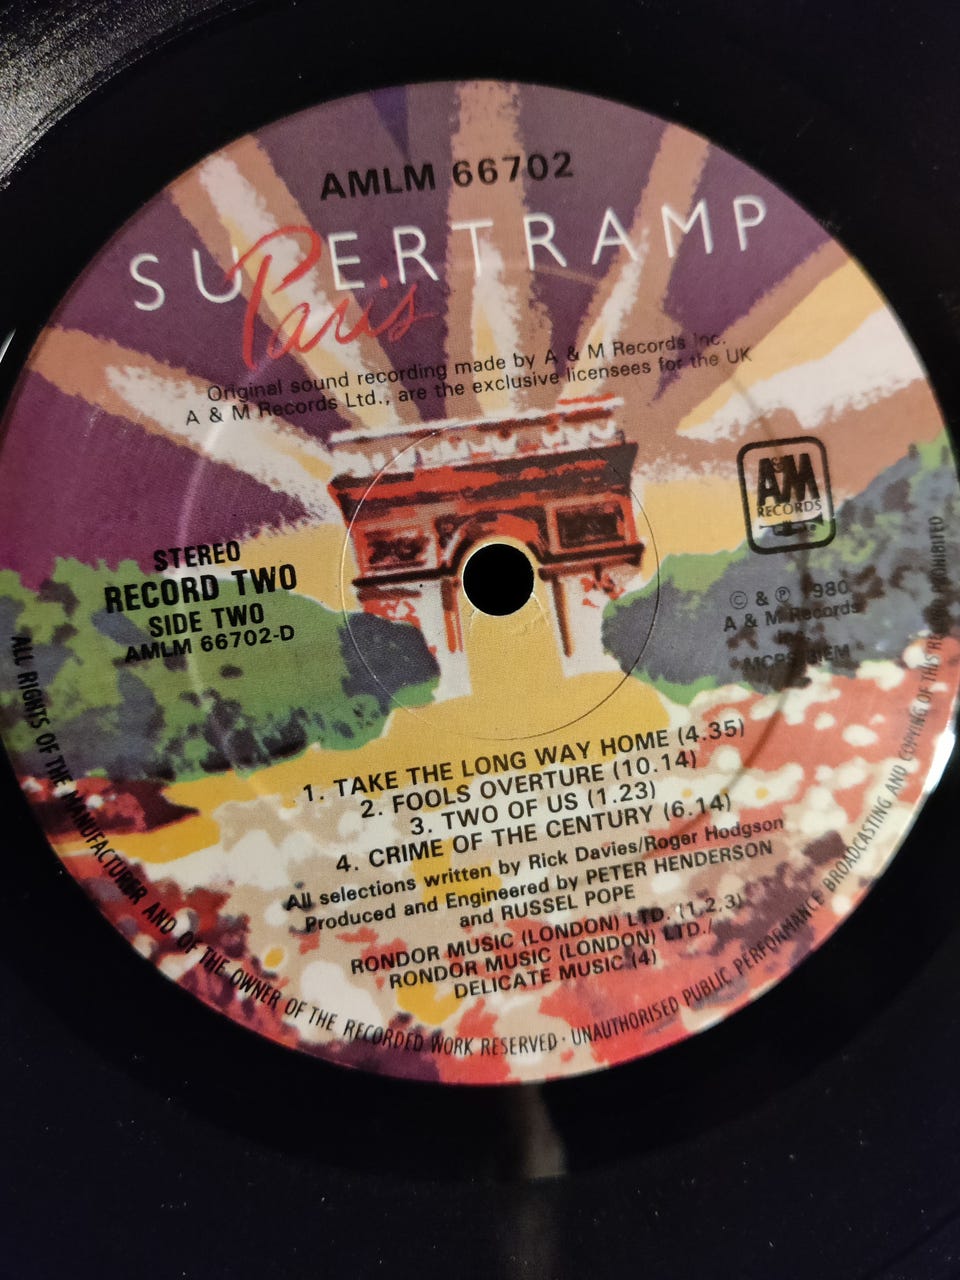 AMLM 66702
SUPERTRAMP
Paris
Original sound recording made by A & M Records Inc.
A & M Records Ltd., are the exclusive licensees for the UK
A&M
RECORDS
STEREO
RECORD TWO
SIDE TWO
AMLM 66702-D
© & ℗ 1980
A & M Records
Inc.
MCPS/BIEM
1. TAKE THE LONG WAY HOME (4.35)
2. FOOLS OVERTURE (10.14)
3. TWO OF US (1.23)
4. CRIME OF THE CENTURY (6.14)
All selections written by Rick Davies/Roger Hodgson
Produced and Engineered by PETER HENDERSON
and RUSSEL POPE
RONDOR MUSIC (LONDON) LTD. (1,2,3)
RONDOR MUSIC (LONDON) LTD./
DELICATE MUSIC (4)
ALL RIGHTS OF THE MANUFACTURER AND OF THE OWNER OF THE RECORDED WORK RESERVED · UNAUTHORISED PUBLIC PERFORMANCE BROADCASTING AND COPYING OF THIS RECORD PROHIBITED